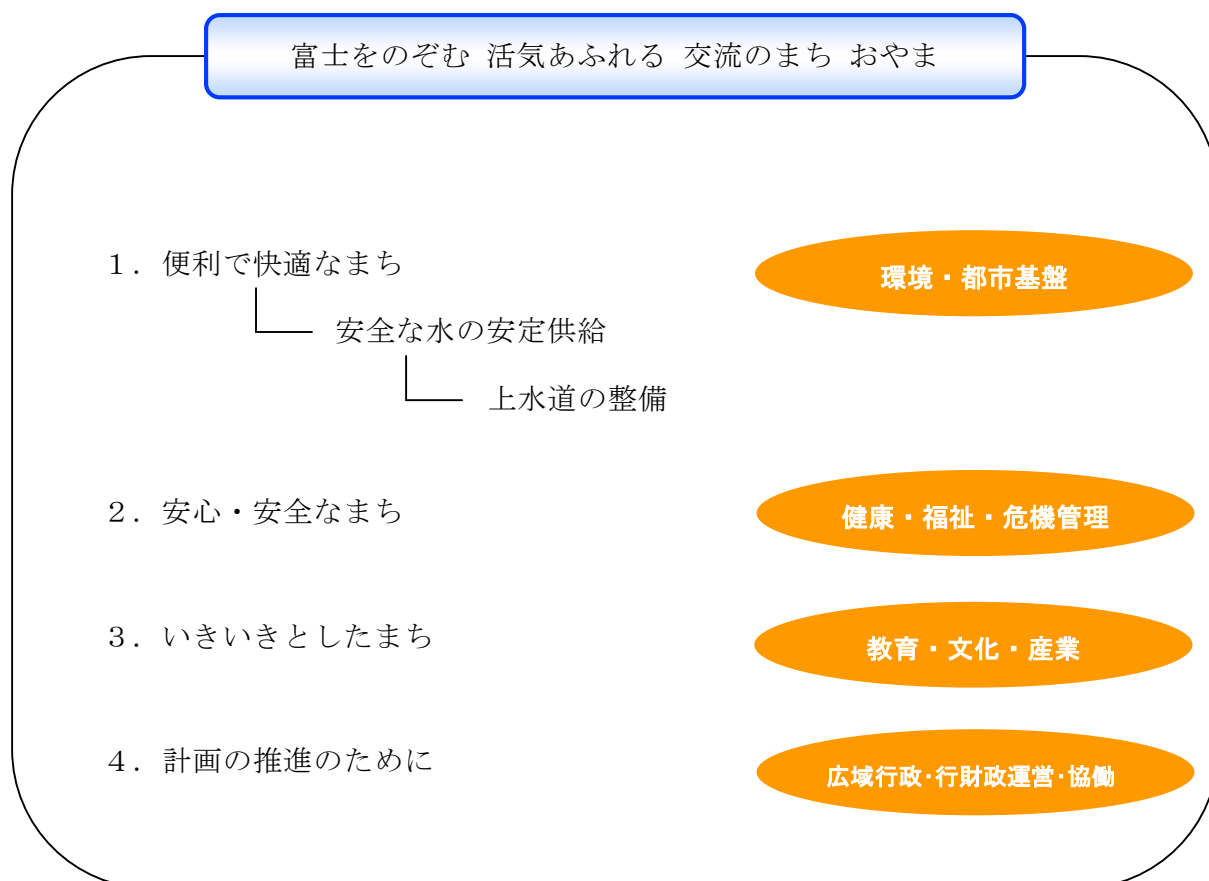 富士をのぞむ 活気あふれる 交流のまち おやま
１．便利で快適なまち
環境・都市基盤
安全な水の安定供給
上水道の整備
２．安心・安全なまち
健康・福祉・危機管理
３．いきいきとしたまち
教育・文化・産業
４．計画の推進のために
広域行政・行財政運営・協働